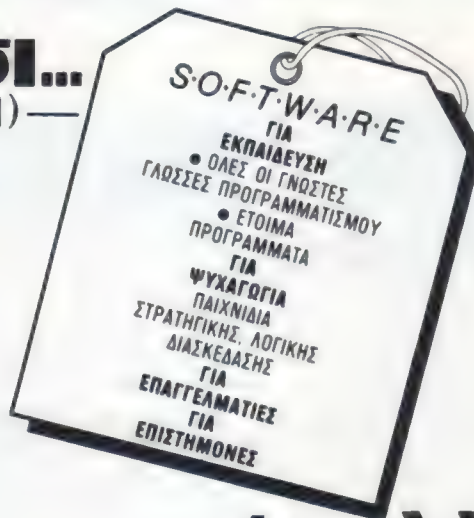 1) —
S·O·F·T·W·A·R·E
ΓΙΑ
ΕΚΠΑΙΔΕΥΣΗ
● ΟΛΕΣ ΟΙ ΓΝΩΣΤΕΣ
ΓΛΩΣΣΕΣ ΠΡΟΓΡΑΜΜΑΤΙΣΜΟΥ
● ΕΤΟΙΜΑ
ΠΡΟΓΡΑΜΜΑΤΑ
ΓΙΑ
ΨΥΧΑΓΩΓΙΑ
ΠΑΙΧΝΙΔΙΑ
ΣΤΡΑΤΗΓΙΚΗΣ, ΛΟΓΙΚΗΣ
ΔΙΑΣΚΕΔΑΣΗΣ
ΓΙΑ
ΕΠΑΓΓΕΛΜΑΤΙΕΣ
ΓΙΑ
ΕΠΙΣΤΗΜΟΝΕΣ